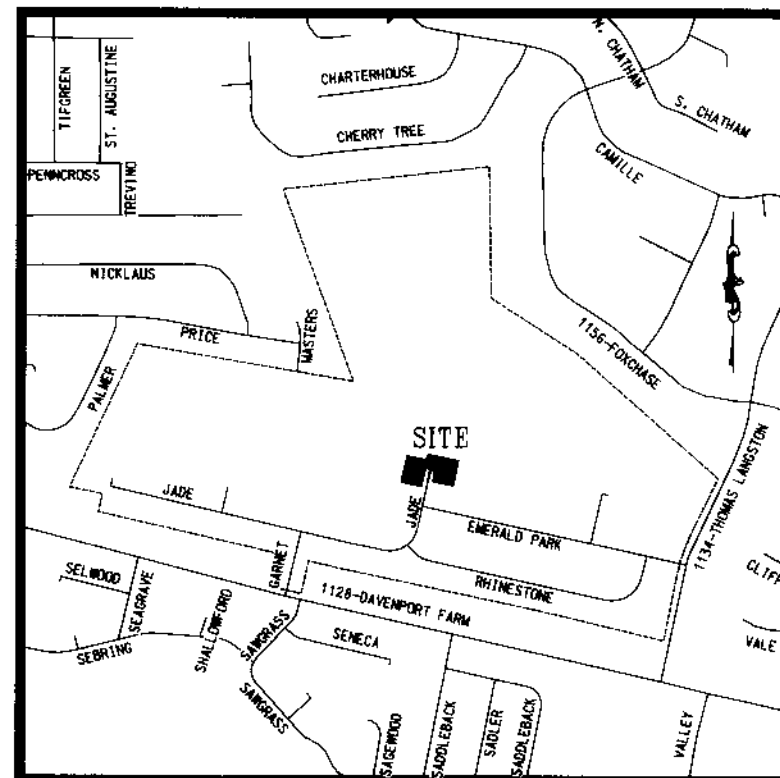 N. CHATHAM
CHARTERHOUSE
S. CHATHAM
TIFGREEN
ST. AUGUSTINE
CHERRY TREE
CAMILLE
PENNCROSS
TREVINO
NICKLAUS
PRICE
MASTERS
1156-FOXCHASE
PALMER
SITE
1134-THOMAS LANGSTON
JADE
JADE
EMERALD PARK
GARNET
RHINESTONE
CLIFF
SELWOOD
SEAGRAVE
SHALLOWFORD
1128-DAVENPORT FARM
SAWGRASS
SENECA
VALE
SEBRING
SAWGRASS
SAGEWOOD
SADDLEBACK
SADLER
SADDLEBACK
VALLEY